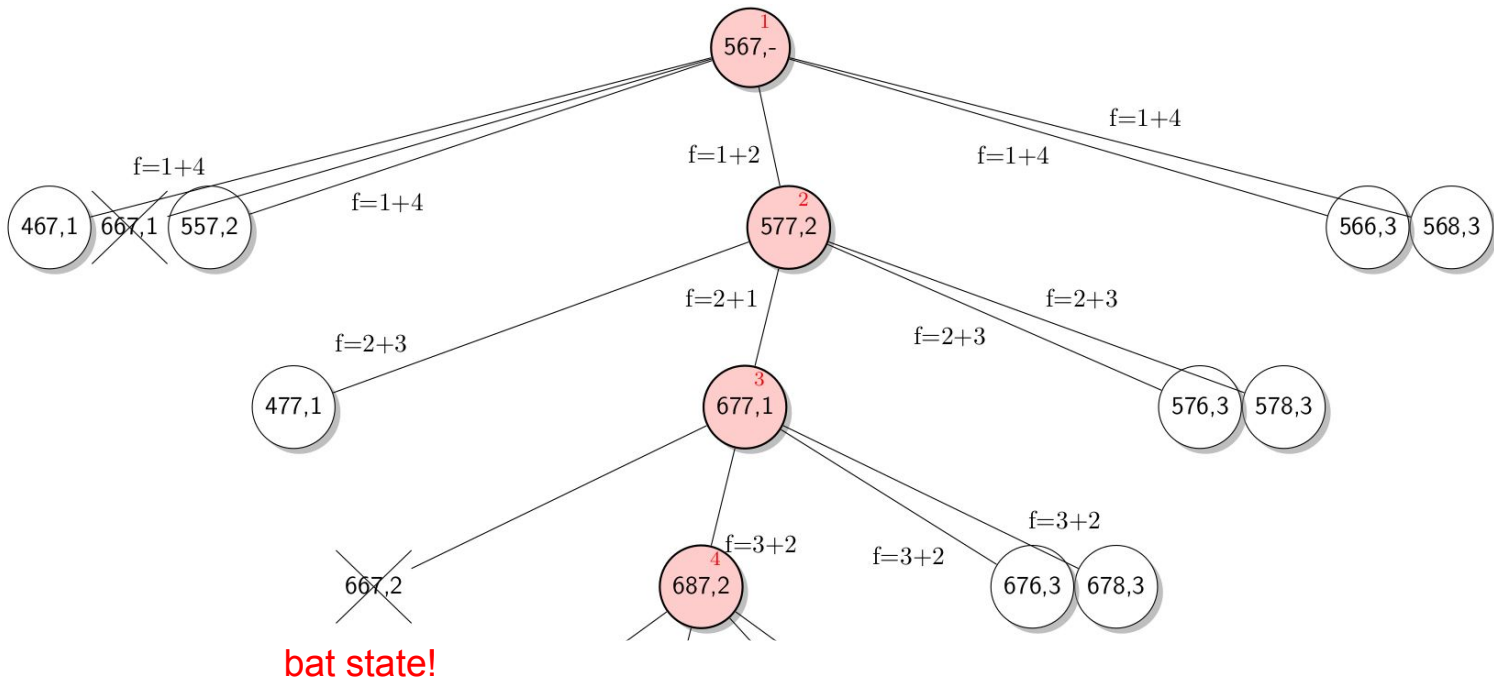 1
567,-
f=1+4
f=1+4
f=1+2
f=1+4
f=1+4
467,1
667,1
557,2
2
577,2
566,3
568,3
f=2+3
f=2+1
f=2+3
f=2+3
477,1
3
677,1
576,3
578,3
f=3+2
f=3+2
f=3+2
667,2
4
687,2
676,3
678,3
bat state!